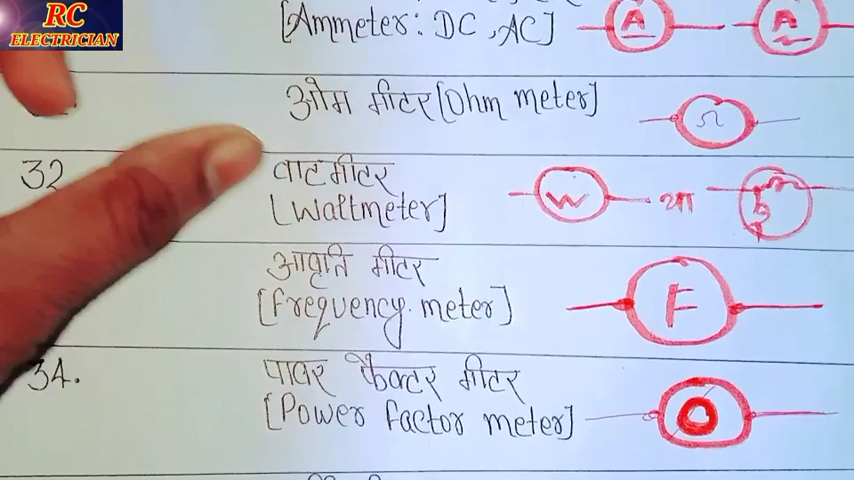 RC
ELECTRICIAN
[Ammeter: DC, AC] A A
ओम मीटर [Ohm meter] Ω
32
वाटमीटर
[Wattmeter] W या
आवृति मीटर
[frequency meter] F
34.
पावर फैक्टर मीटर
[Power factor meter]